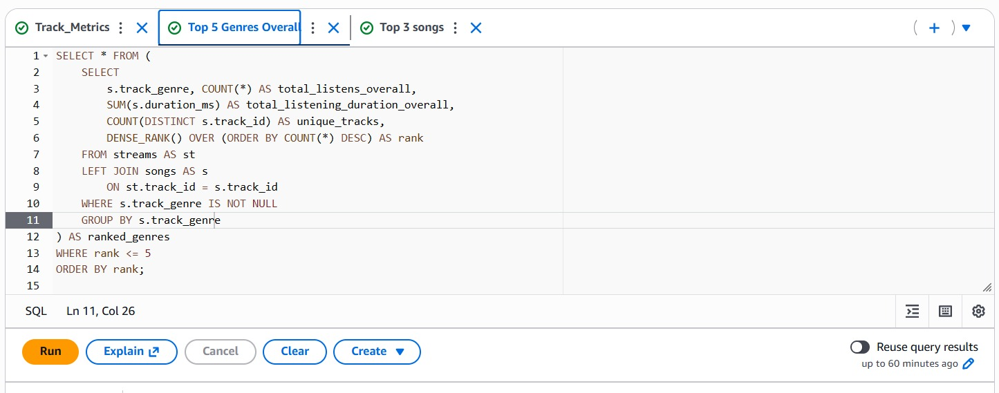 Track_Metrics Top 5 Genres Overall Top 3 songs
1 SELECT * FROM (
2 SELECT
3 s.track_genre, COUNT(*) AS total_listens_overall,
4 SUM(s.duration_ms) AS total_listening_duration_overall,
5 COUNT(DISTINCT s.track_id) AS unique_tracks,
6 DENSE_RANK() OVER (ORDER BY COUNT(*) DESC) AS rank
7 FROM streams AS st
8 LEFT JOIN songs AS s
9 ON st.track_id = s.track_id
10 WHERE s.track_genre IS NOT NULL
11 GROUP BY s.track_genre
12 ) AS ranked_genres
13 WHERE rank <= 5
14 ORDER BY rank;
15
SQL Ln 11, Col 26
Run Explain Cancel Clear Create Reuse query results
up to 60 minutes ago